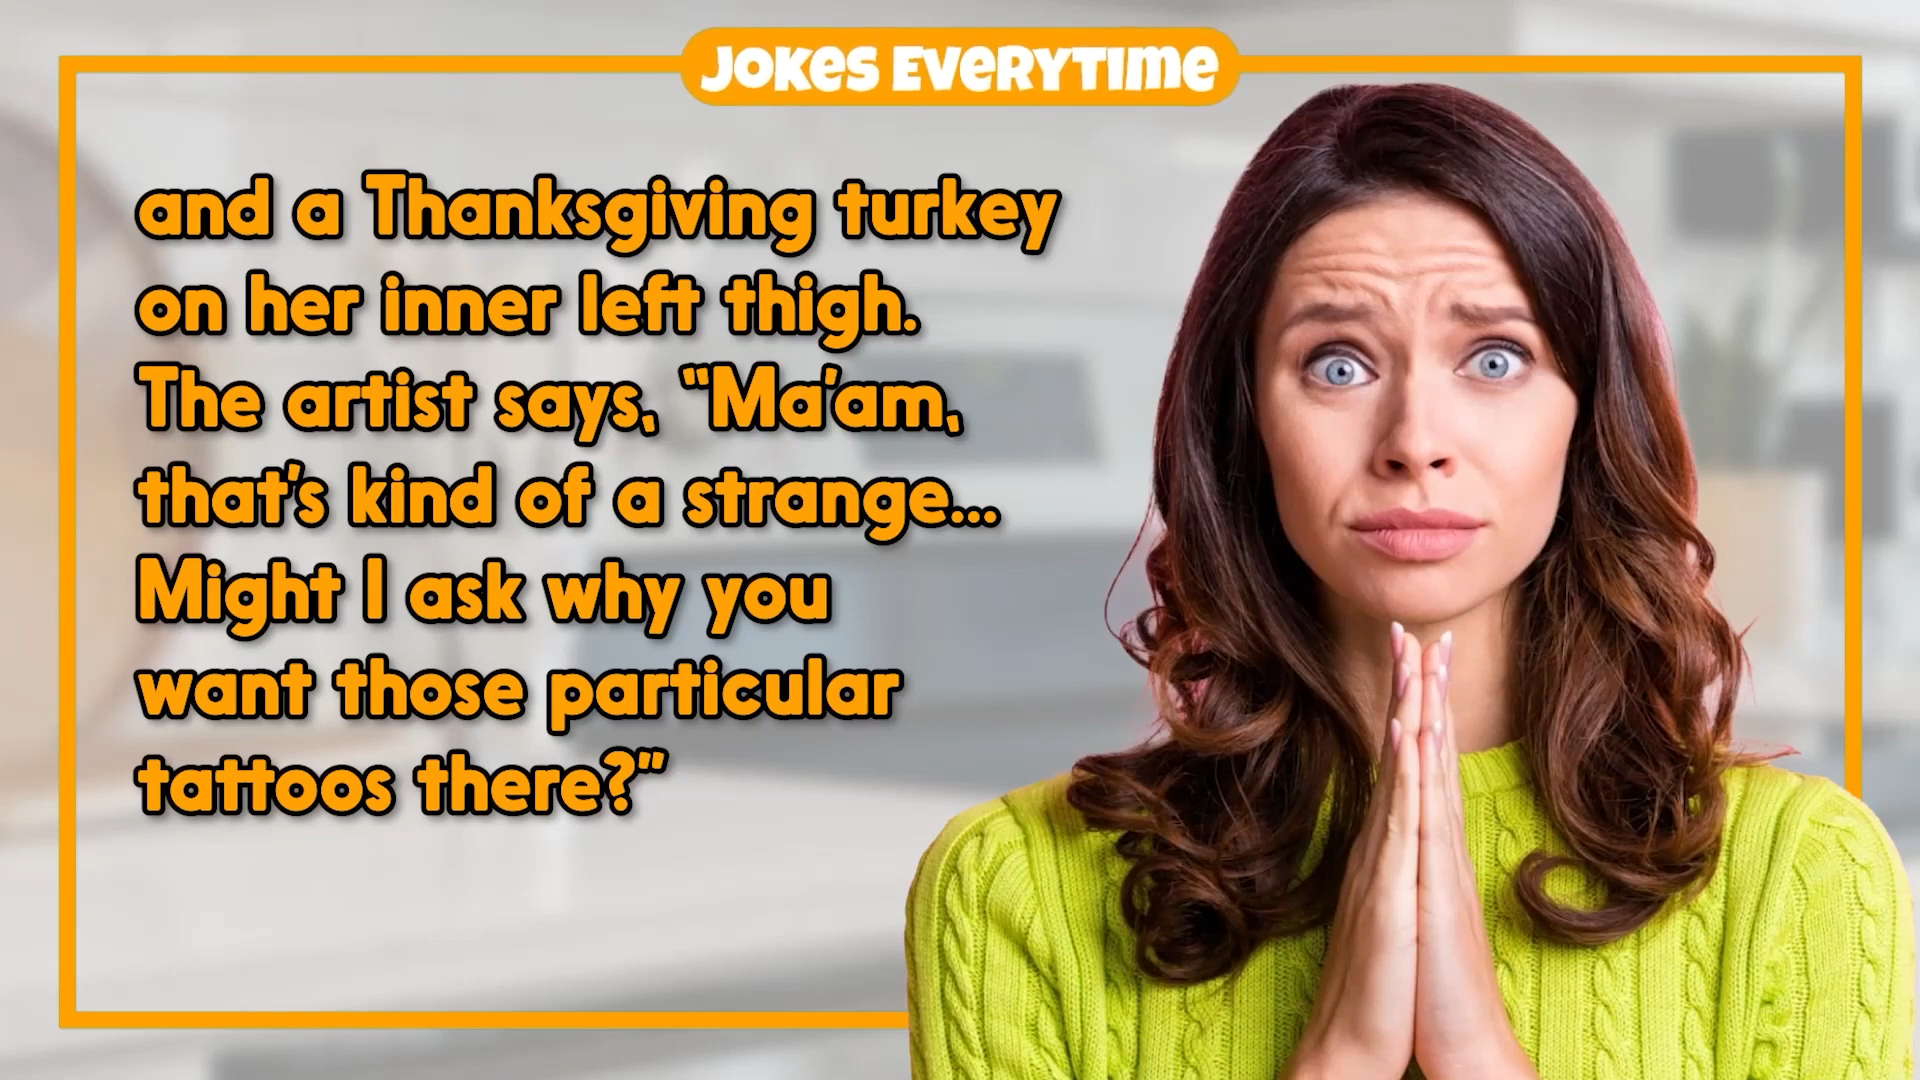 Jokes Everytime
and a Thanksgiving turkey
on her inner left thigh.
The artist says, “Ma'am,
that's kind of a strange...
Might I ask why you
want those particular
tattoos there?”